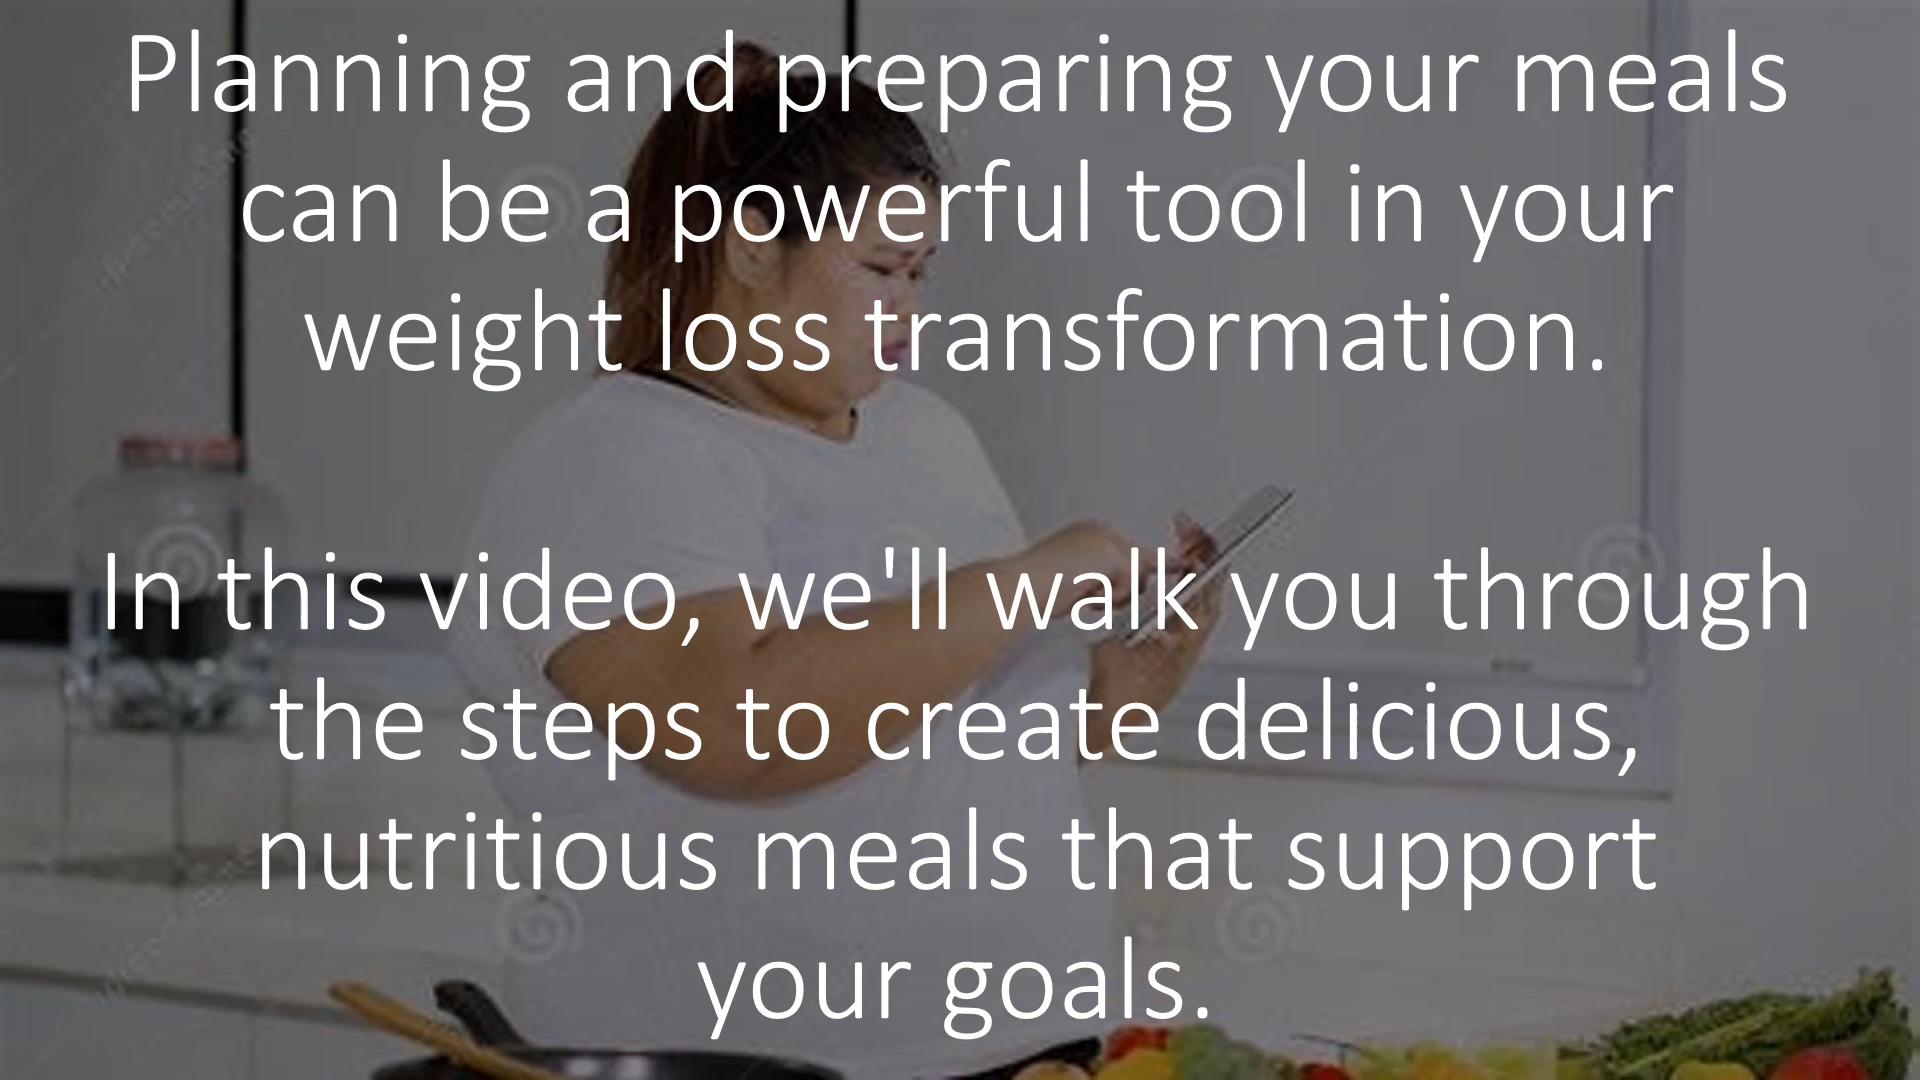 Planning and preparing your meals
can be a powerful tool in your
weight loss transformation.
In this video, we'll walk you through
the steps to create delicious,
nutritious meals that support
your goals.